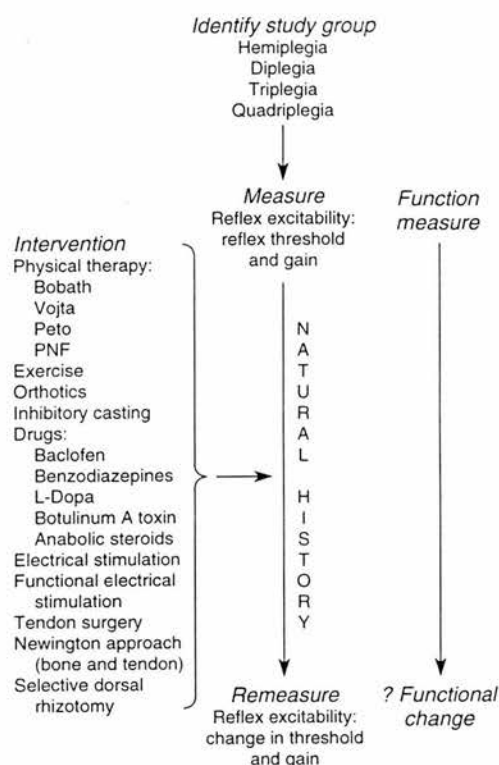 Identify study group
Hemiplegia
Diplegia
Triplegia
Quadriplegia
Measure
Reflex excitability:
reflex threshold
and gain
Function
measure
Intervention
Physical therapy:
Bobath
Vojta
Peto
PNF
Exercise
Orthotics
Inhibitory casting
Drugs:
Baclofen
Benzodiazepines
L-Dopa
Botulinum A toxin
Anabolic steroids
Electrical stimulation
Functional electrical
stimulation
Tendon surgery
Newington approach
(bone and tendon)
Selective dorsal
rhizotomy
NATURAL HISTORY
Remeasure
Reflex excitability:
change in threshold
and gain
? Functional
change